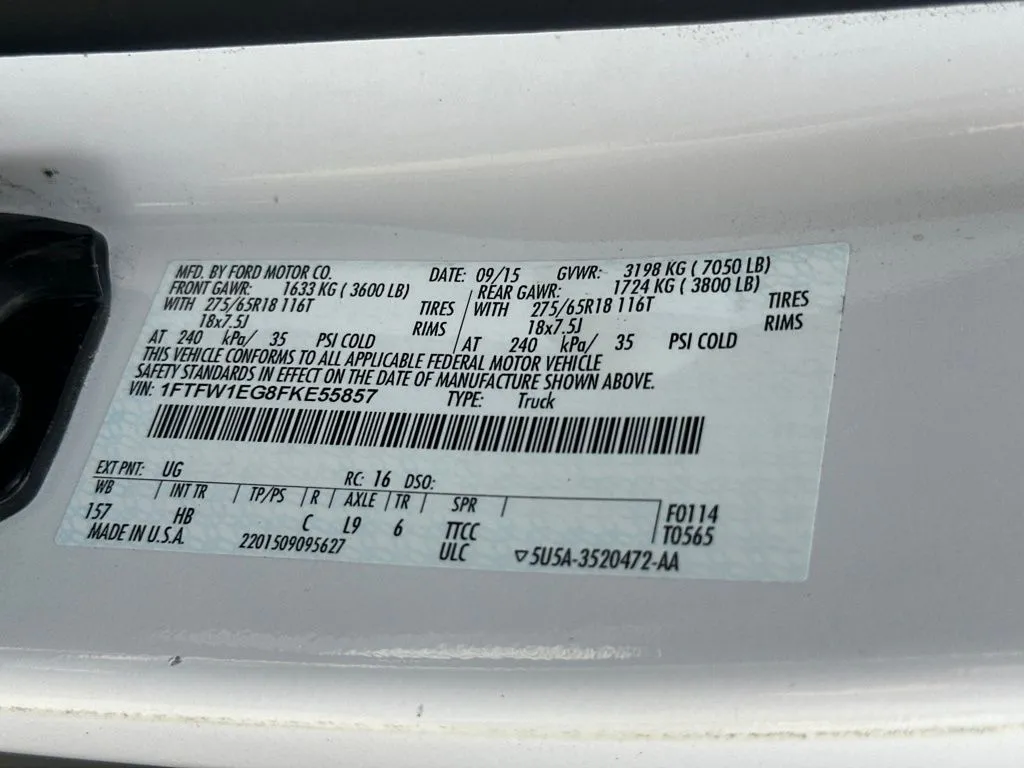 MFD. BY FORD MOTOR CO. DATE: 09/15 GVWR: 3198 KG ( 7050 LB)
FRONT GAWR: 1633 KG ( 3600 LB) REAR GAWR: 1724 KG ( 3800 LB)
WITH 275/65R18 116T TIRES WITH 275/65R18 116T TIRES
18x7.5J RIMS 18x7.5J RIMS
AT 240 kPa/ 35 PSI COLD AT 240 kPa/ 35 PSI COLD
THIS VEHICLE CONFORMS TO ALL APPLICABLE FEDERAL MOTOR VEHICLE
SAFETY STANDARDS IN EFFECT ON THE DATE OF MANUFACTURE SHOWN ABOVE.
VIN: 1FTFW1EG8FKE55857 TYPE: Truck
EXT PNT: UG RC: 16 DSO:
WB INT TR TP/PS R AXLE TR SPR F0114
157 HB C L9 6 TTCC T0565
MADE IN U.S.A. 2201509095627 ULC ▽5U5A-3520472-AA